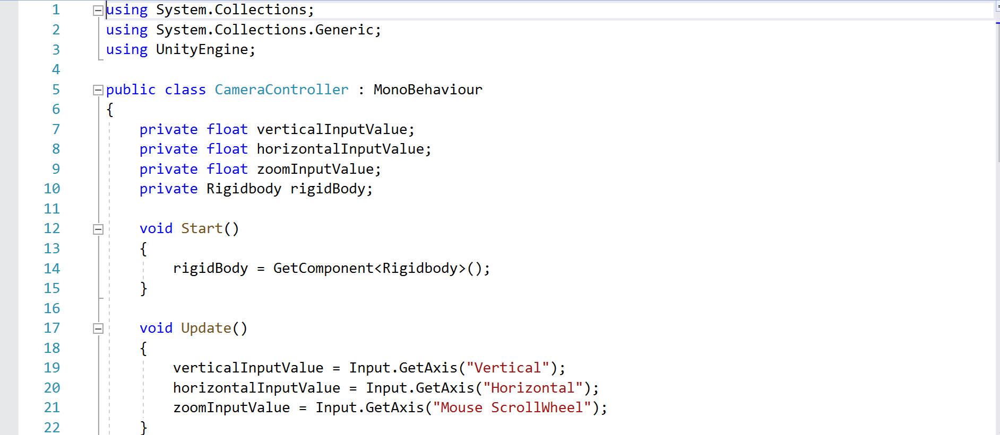 1 using System.Collections;
2 using System.Collections.Generic;
3 using UnityEngine;
4
5 public class CameraController : MonoBehaviour
6 {
7     private float verticalInputValue;
8     private float horizontalInputValue;
9     private float zoomInputValue;
10     private Rigidbody rigidBody;
11
12     void Start()
13     {
14         rigidBody = GetComponent<Rigidbody>();
15     }
16
17     void Update()
18     {
19         verticalInputValue = Input.GetAxis("Vertical");
20         horizontalInputValue = Input.GetAxis("Horizontal");
21         zoomInputValue = Input.GetAxis("Mouse ScrollWheel");
22     }